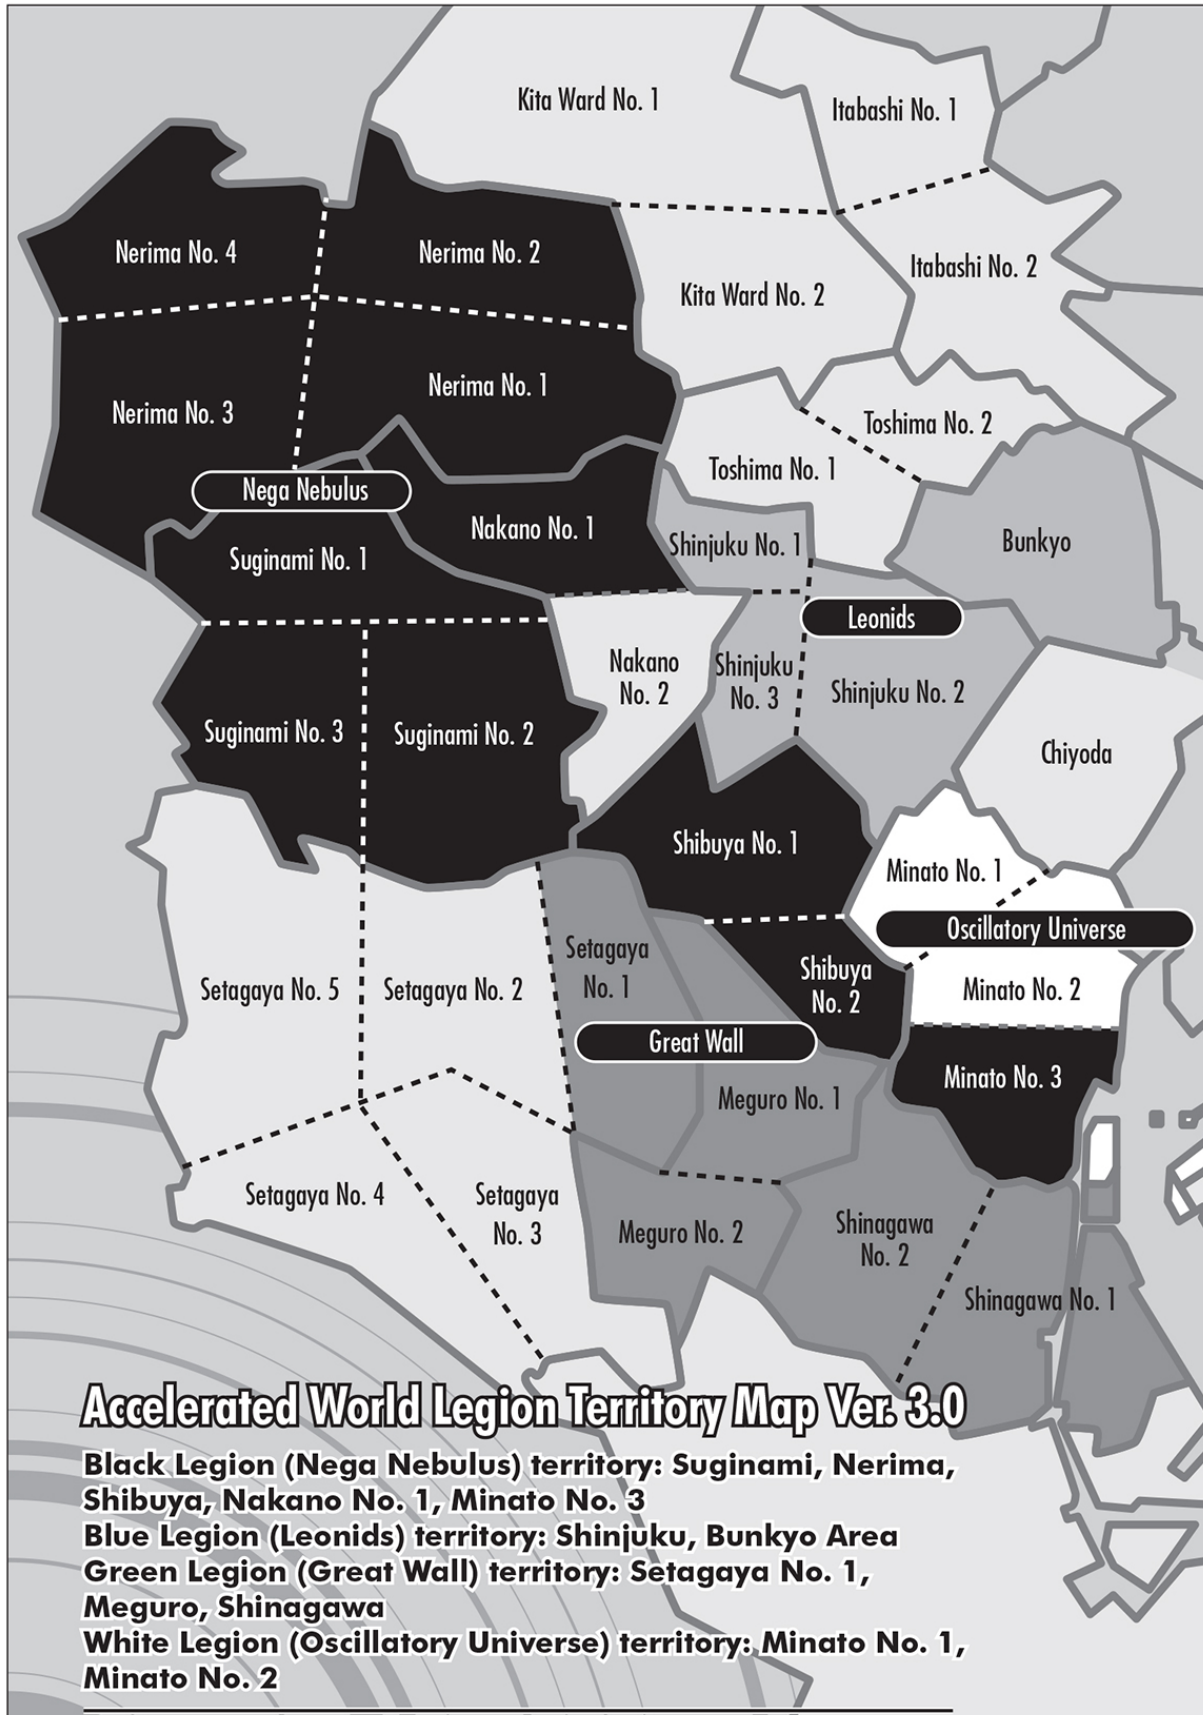 Kita Ward No. 1
Itabashi No. 1
Nerima No. 4
Nerima No. 2
Itabashi No. 2
Kita Ward No. 2
Nerima No. 1
Nerima No. 3
Toshima No. 2
Toshima No. 1
Nega Nebulus
Nakano No. 1
Shinjuku No. 1
Bunkyo
Suginami No. 1
Leonids
Nakano
No. 2
Shinjuku
No. 3
Shinjuku No. 2
Suginami No. 3
Suginami No. 2
Chiyoda
Shibuya No. 1
Minato No. 1
Oscillatory Universe
Setagaya
No. 1
Shibuya
No. 2
Setagaya No. 5
Setagaya No. 2
Minato No. 2
Great Wall
Minato No. 3
Meguro No. 1
Setagaya No. 4
Setagaya
No. 3
Meguro No. 2
Shinagawa
No. 2
Shinagawa No. 1
Accelerated World Legion Territory Map Ver. 3.0
Black Legion (Nega Nebulus) territory: Suginami, Nerima,
Shibuya, Nakano No. 1, Minato No. 3
Blue Legion (Leonids) territory: Shinjuku, Bunkyo Area
Green Legion (Great Wall) territory: Setagaya No. 1,
Meguro, Shinagawa
White Legion (Oscillatory Universe) territory: Minato No. 1,
Minato No. 2